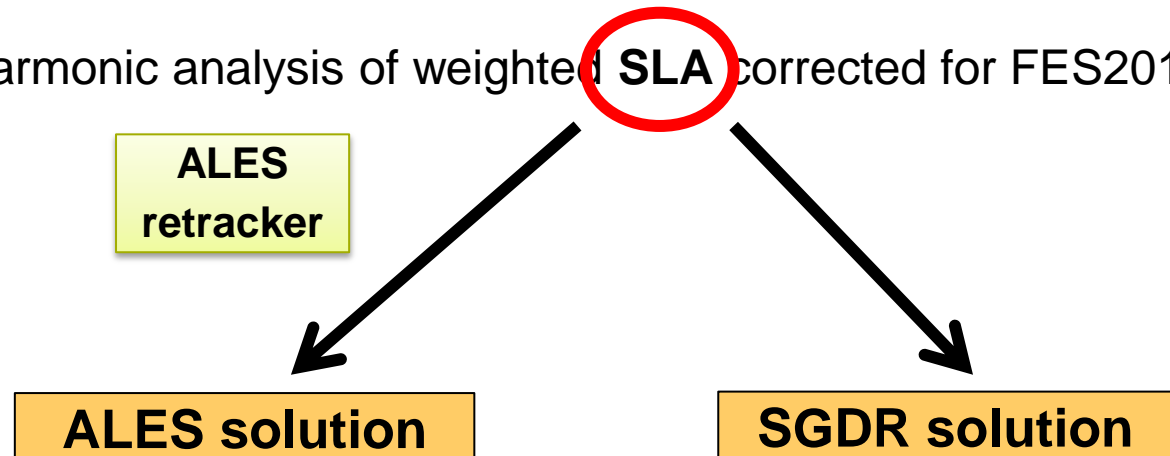 armonic analysis of weighted SLA corrected for FES201
ALES
retracker
ALES solution
SGDR solution